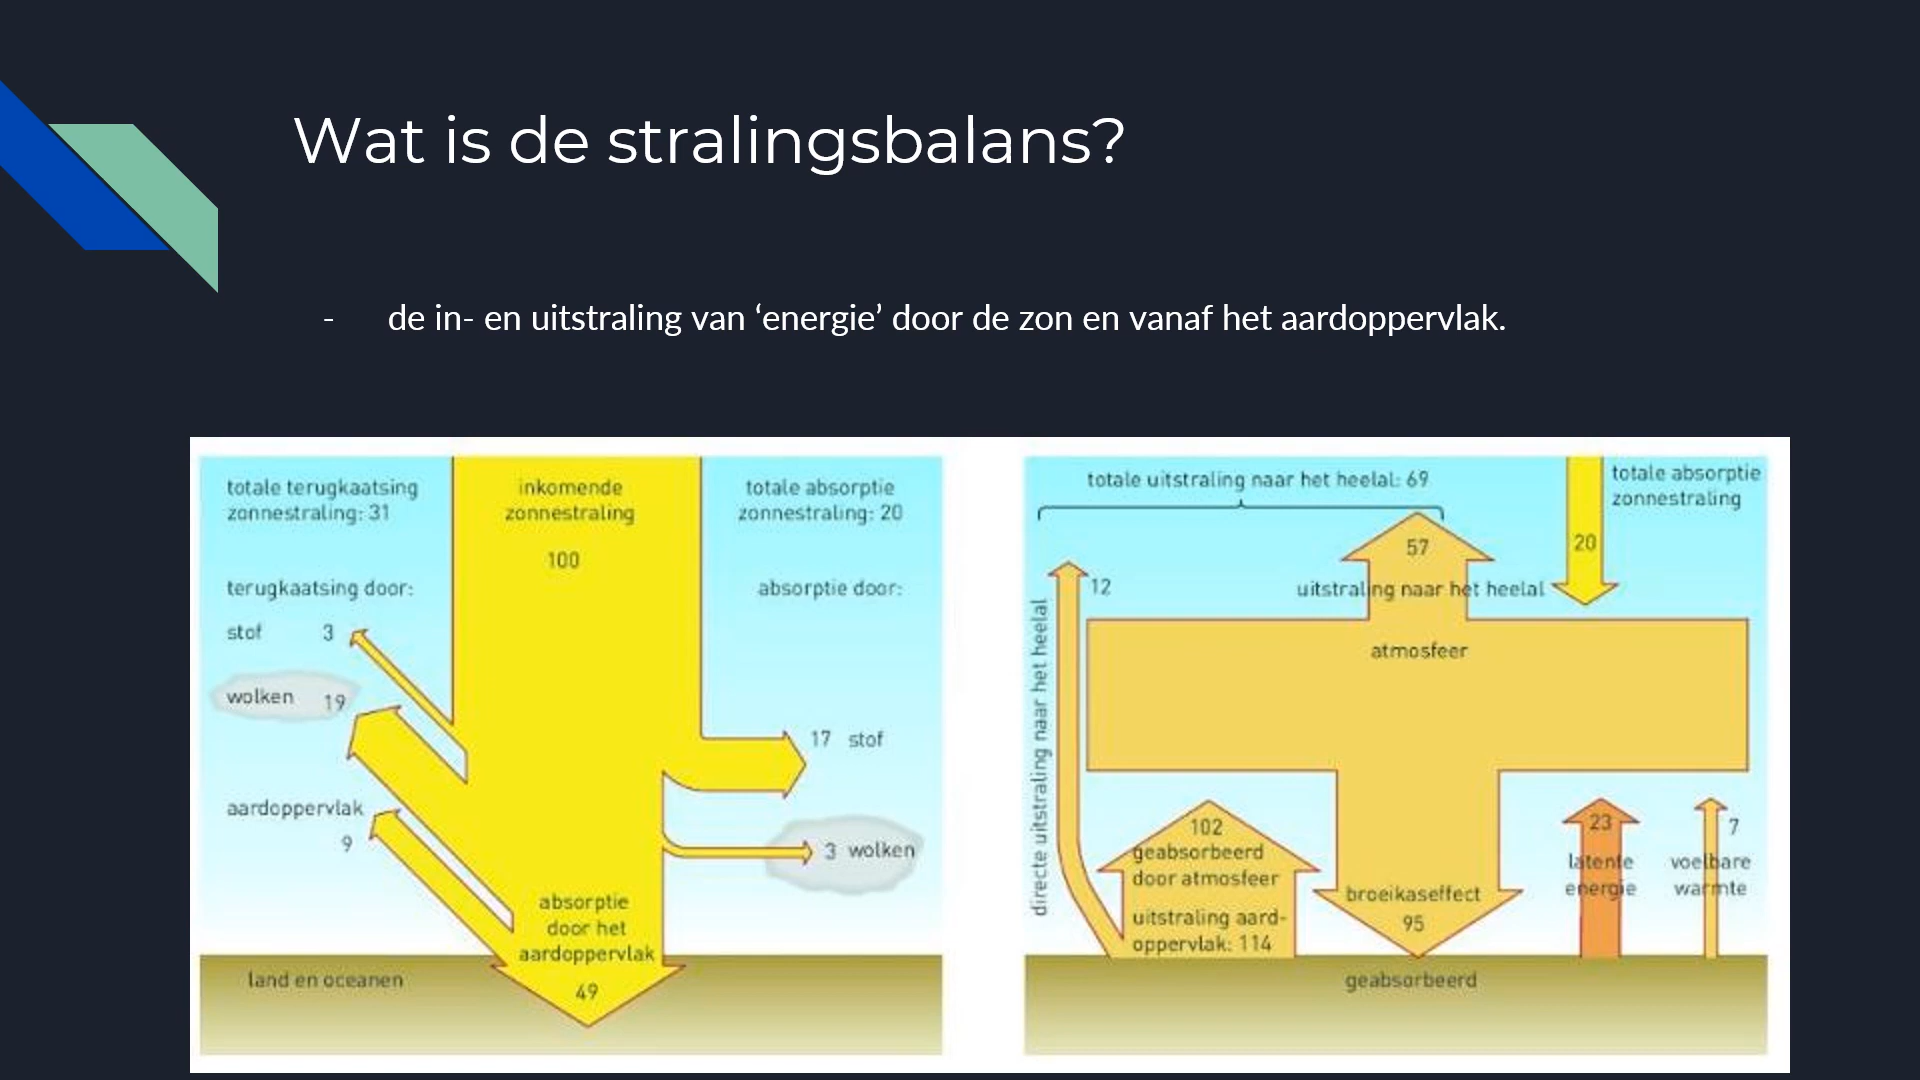 Wat is de stralingsbalans?
- de in- en uitstraling van ‘energie’ door de zon en vanaf het aardoppervlak.
totale terugkaatsing
zonnestraling: 31
inkomende
zonnestraling
100
totale absorptie
zonnestraling: 20
terugkaatsing door:
absorptie door:
stof 3
wolken 19
17 stof
aardoppervlak
9
3 wolken
absorptie
door het
aardoppervlak
49
land en oceanen
totale uitstraling naar het heelal: 69
totale absorptie
zonnestraling
20
57
12
uitstraling naar het heelal
directe uitstraling naar het heelal
atmosfeer
102
geabsorbeerd
door atmosfeer
uitstraling aard-
oppervlak: 114
broeikaseffect
95
23
latente
energie
7
voelbare
warmte
geabsorbeerd